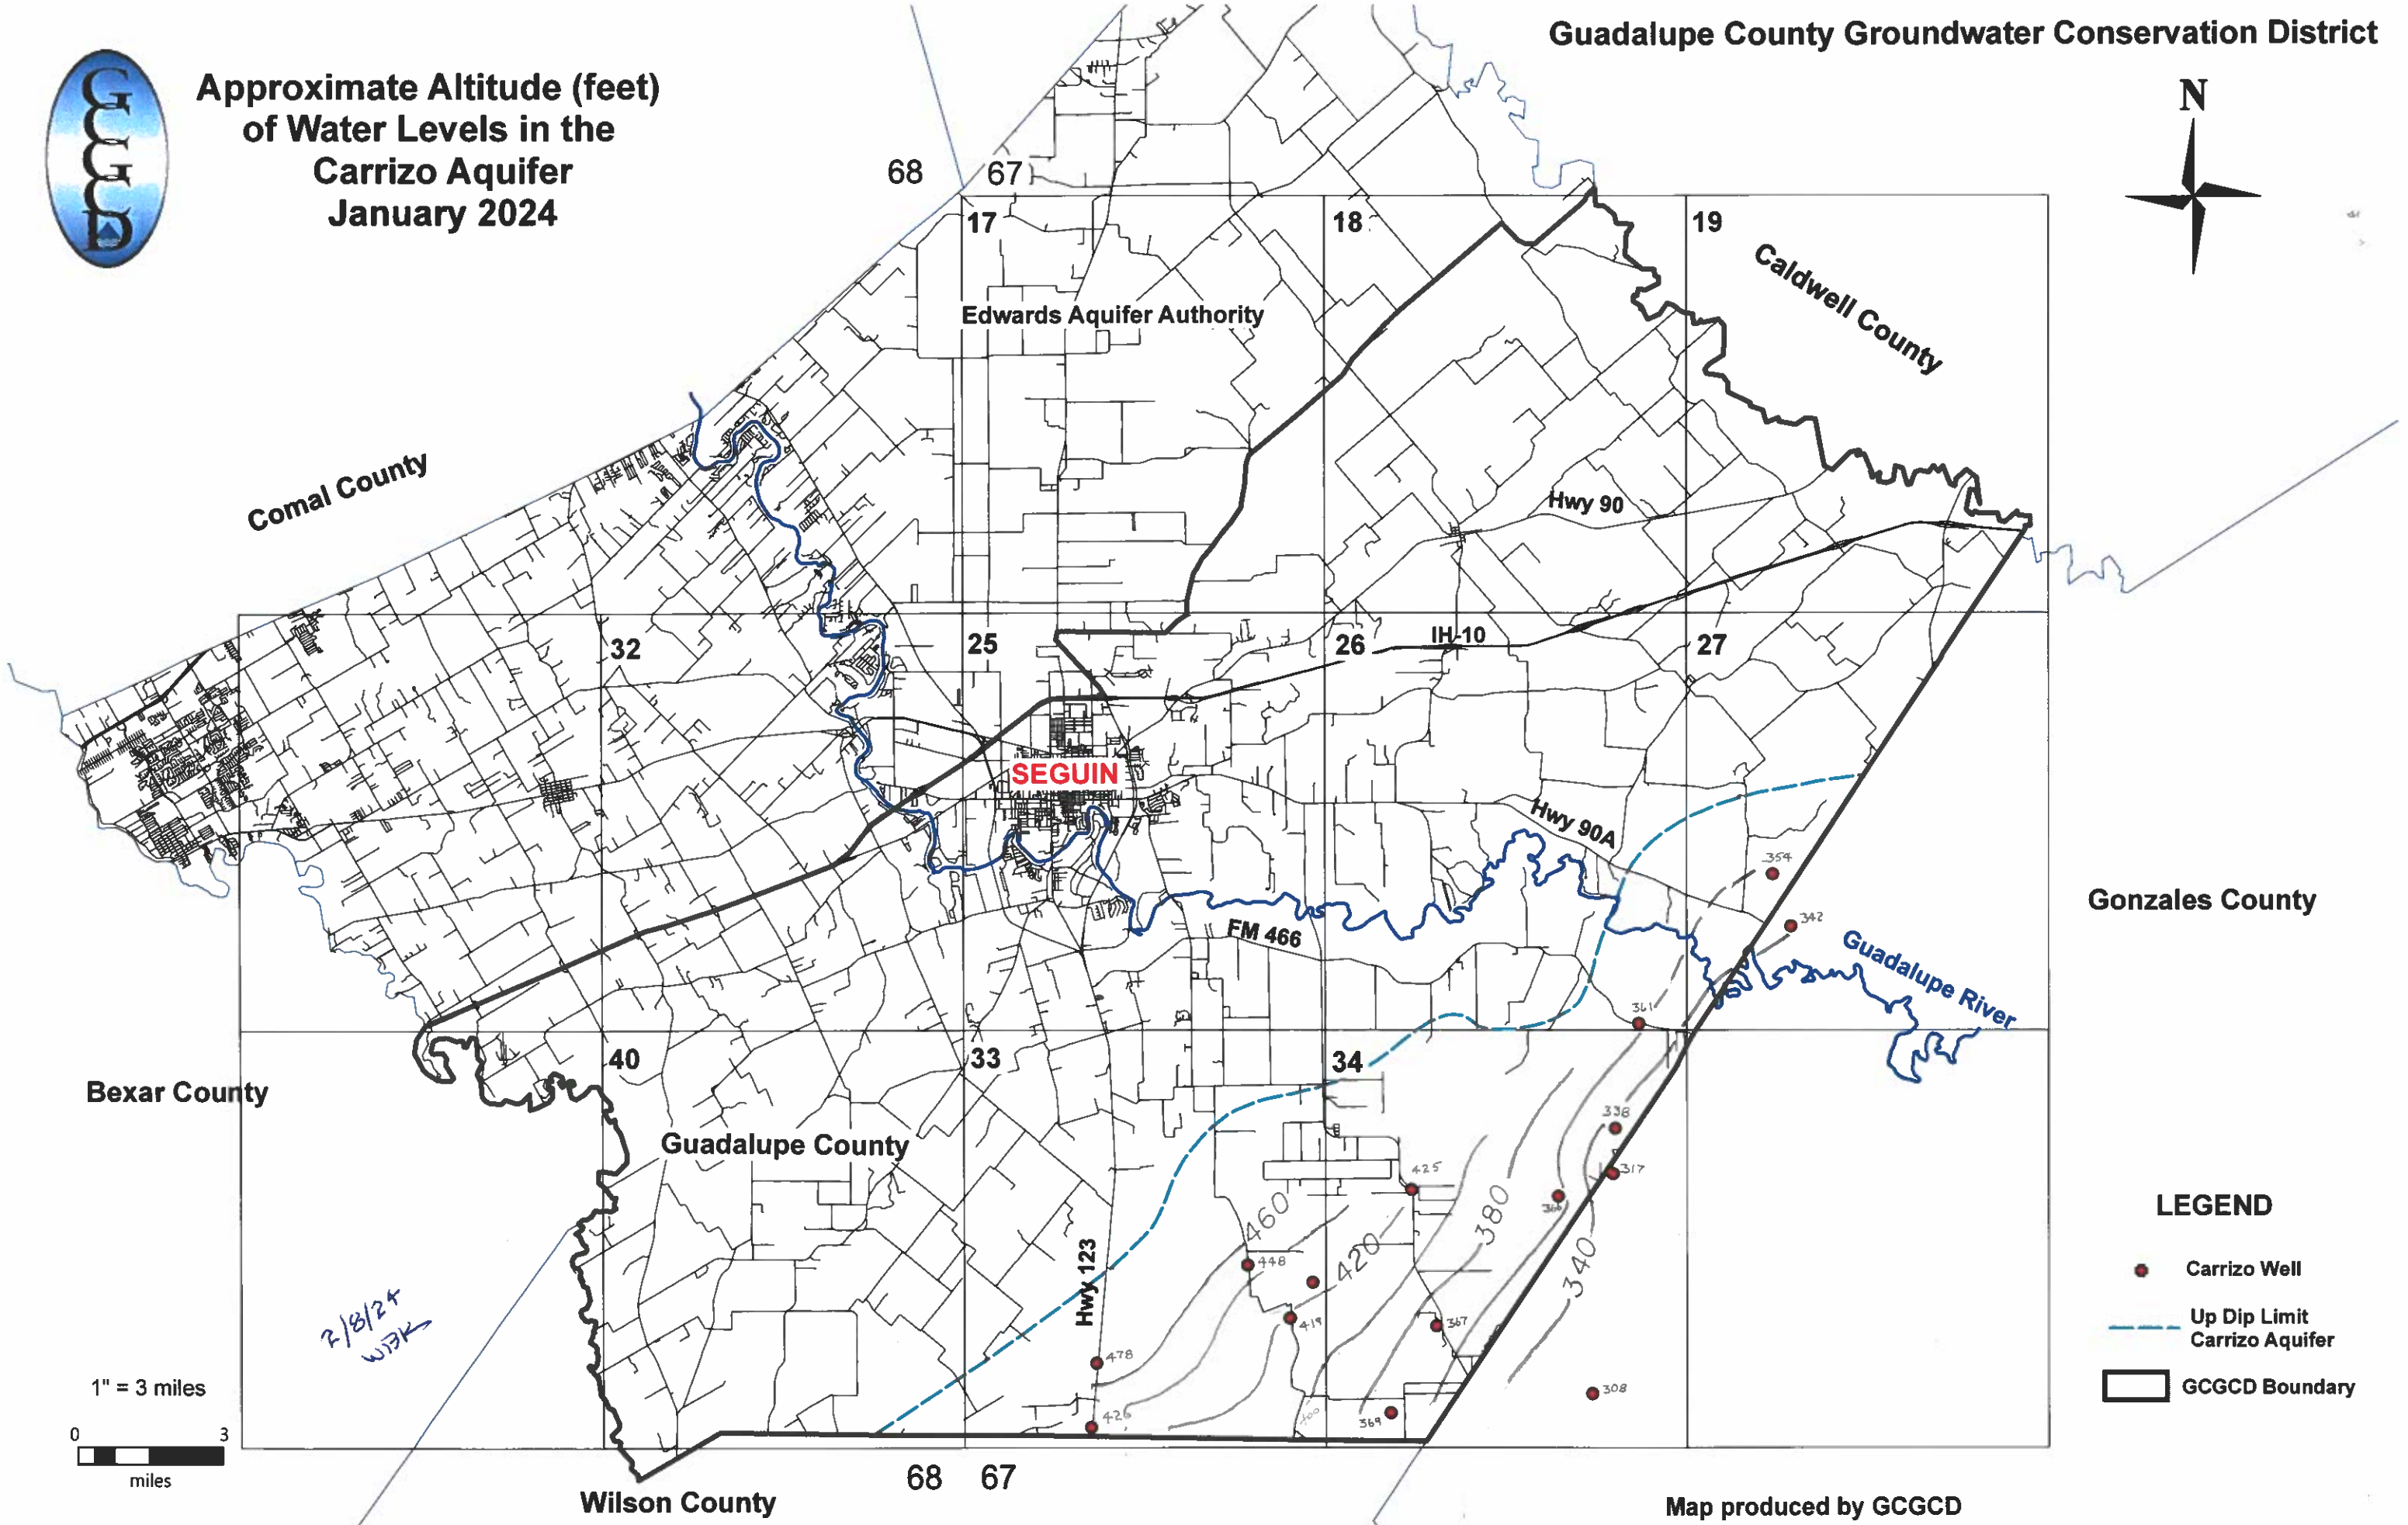 Guadalupe County Groundwater Conservation District
GCGCD
Approximate Altitude (feet)
of Water Levels in the
Carrizo Aquifer
January 2024
N
68
67
17
18
19
Caldwell County
Edwards Aquifer Authority
Comal County
Hwy 90
32
25
26
IH-10
27
SEGUIN
Hwy 90A
354
342
Gonzales County
FM 466
Guadalupe River
361
40
33
34
Bexar County
338
Guadalupe County
425
317
460
380
366
LEGEND
Hwy 123
448
420
340
Carrizo Well
419
367
Up Dip Limit
Carrizo Aquifer
2/8/24
WBK
478
1" = 3 miles
308
GCGCD Boundary
426
400
369
0
3
miles
68
67
Wilson County
Map produced by GCGCD